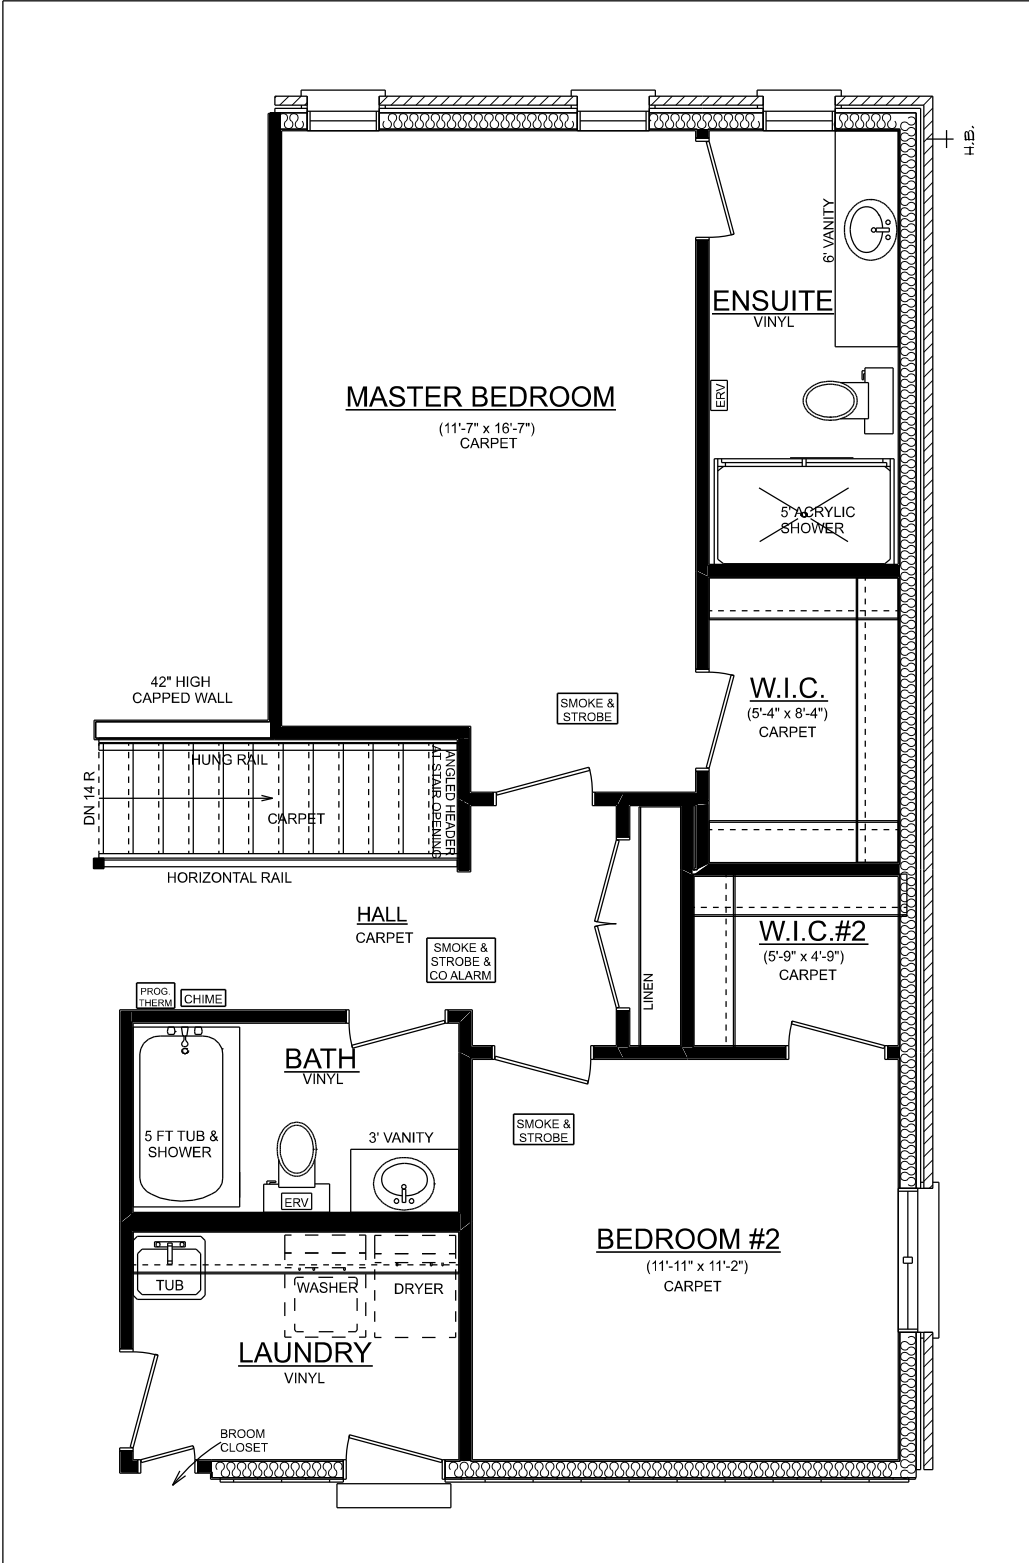 H.B.
6' VANITY
ENSUITE
VINYL
MASTER BEDROOM
(11'-7" x 16'-7")
CARPET
ERV
5' ACRYLIC
SHOWER
42" HIGH
CAPPED WALL
SMOKE &
STROBE
W.I.C.
(5'-4" x 8'-4")
CARPET
HUNG RAIL
DN 14 R
CARPET
ANGLED HEADER
AT STAIR OPENING
HORIZONTAL RAIL
HALL
CARPET
SMOKE &
STROBE &
CO ALARM
LINEN
W.I.C.#2
(5'-9" x 4'-9")
CARPET
PROG.
THERM
CHIME
BATH
VINYL
5 FT TUB &
SHOWER
3' VANITY
ERV
SMOKE &
STROBE
BEDROOM #2
(11'-11" x 11'-2")
CARPET
TUB
WASHER
DRYER
LAUNDRY
VINYL
BROOM
CLOSET